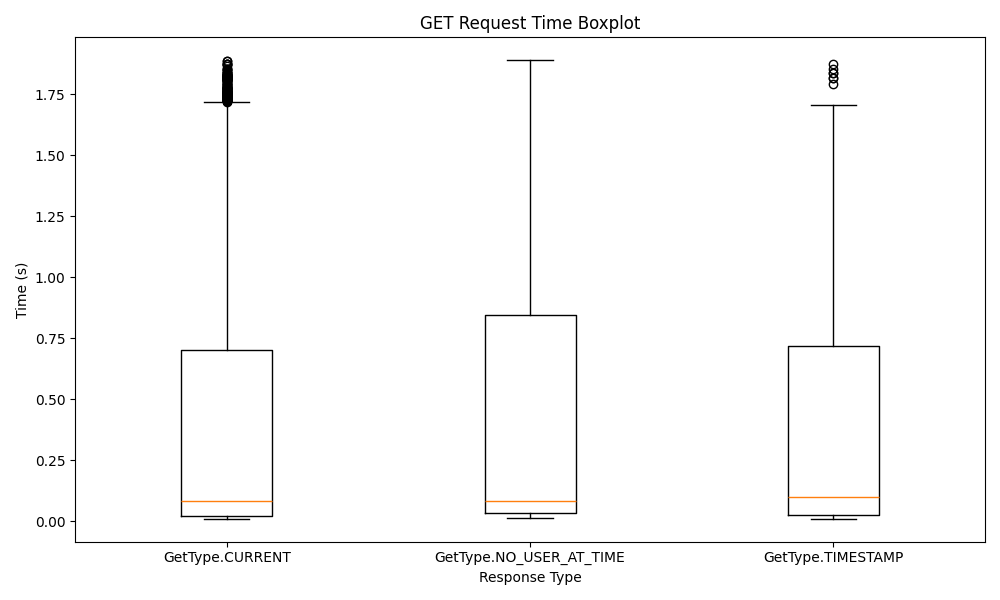 GET Request Time Boxplot
Time (s)
1.75
1.50
1.25
1.00
0.75
0.50
0.25
0.00
GetType.CURRENT
GetType.NO_USER_AT_TIME
GetType.TIMESTAMP
Response Type